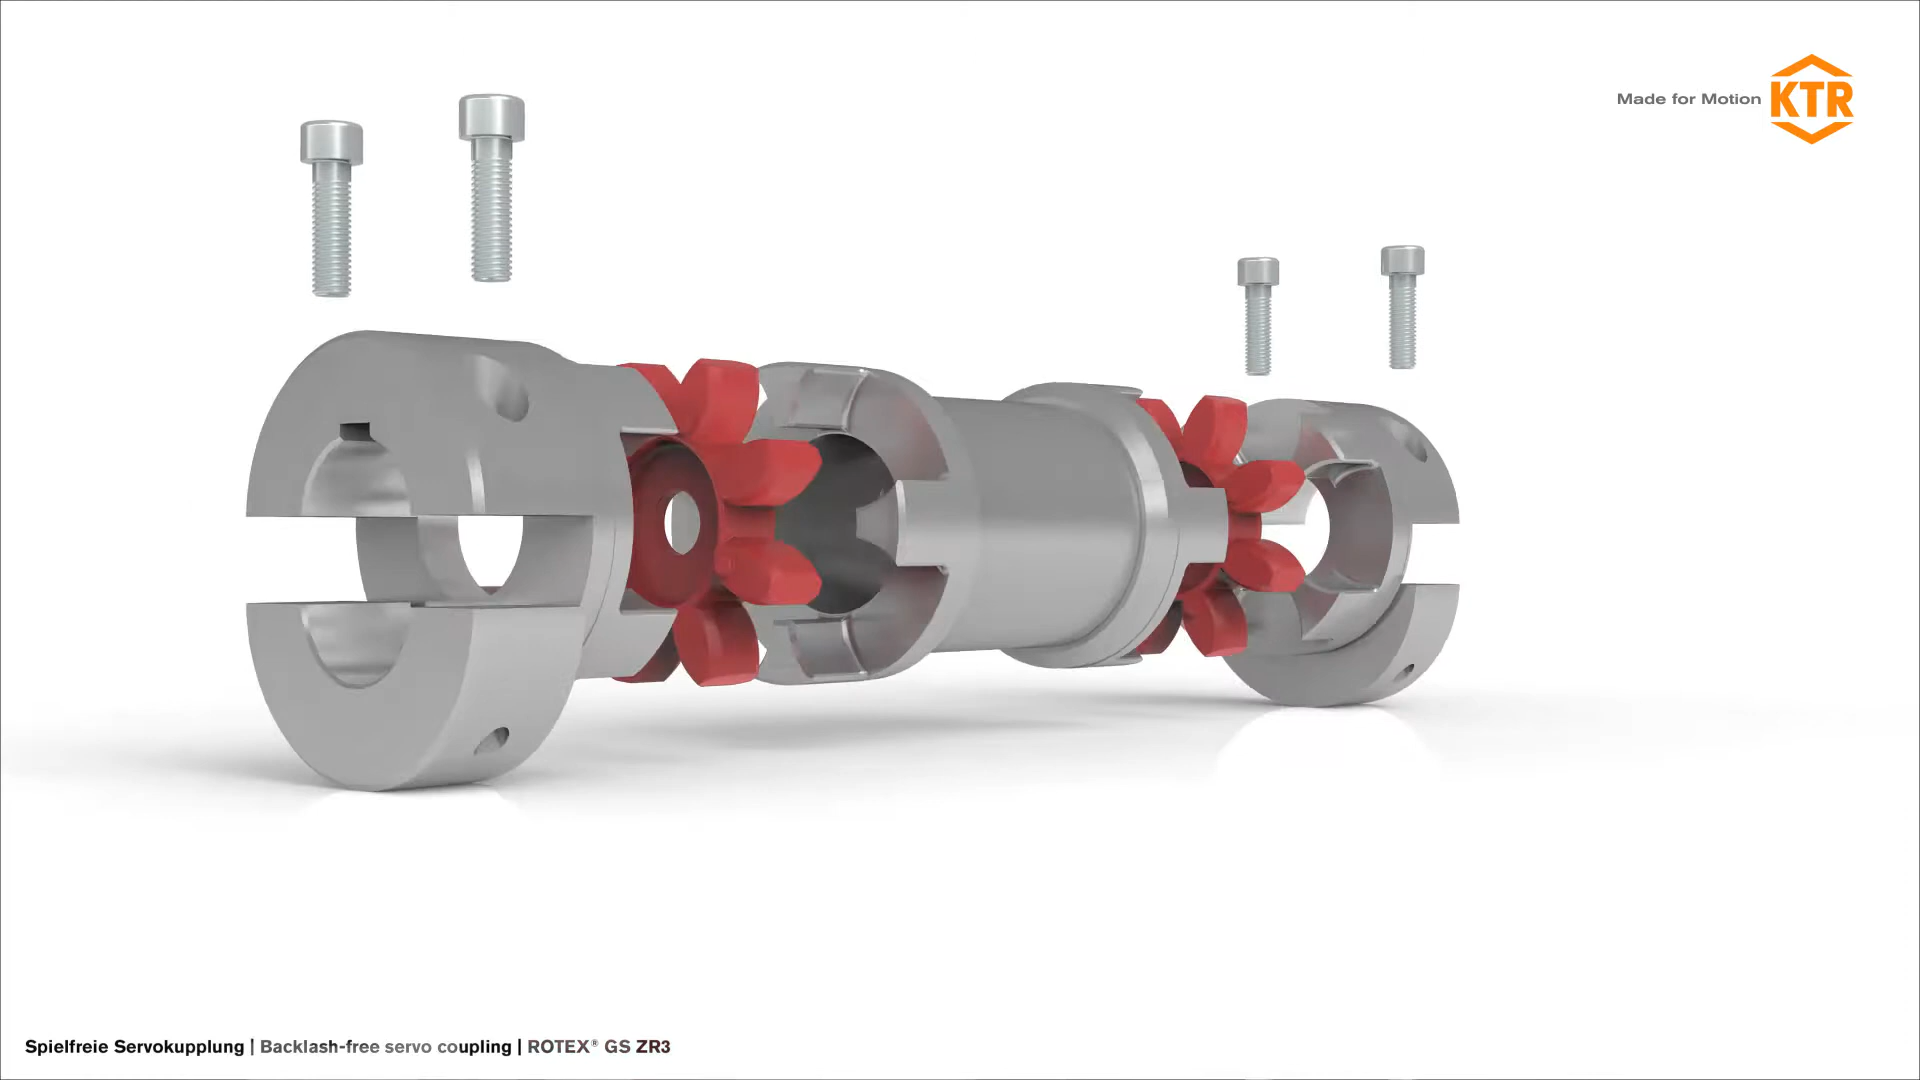 Made for Motion KTR
Spielfreie Servokupplung | Backlash-free servo coupling | ROTEX® GS ZR3